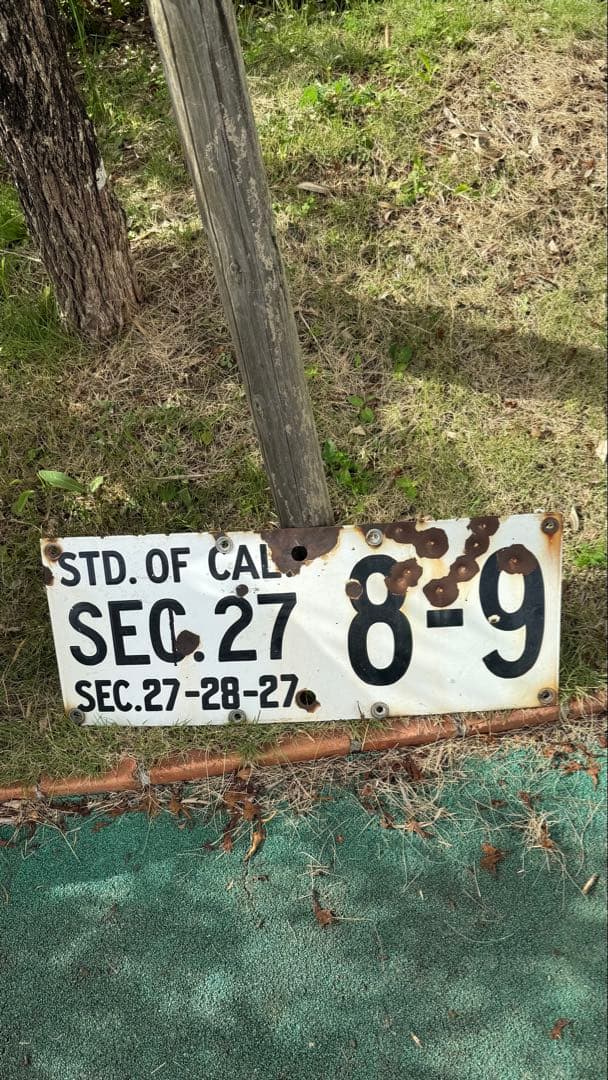 STD. OF CAL.
SEC. 27
8-9
SEC.27-28-27